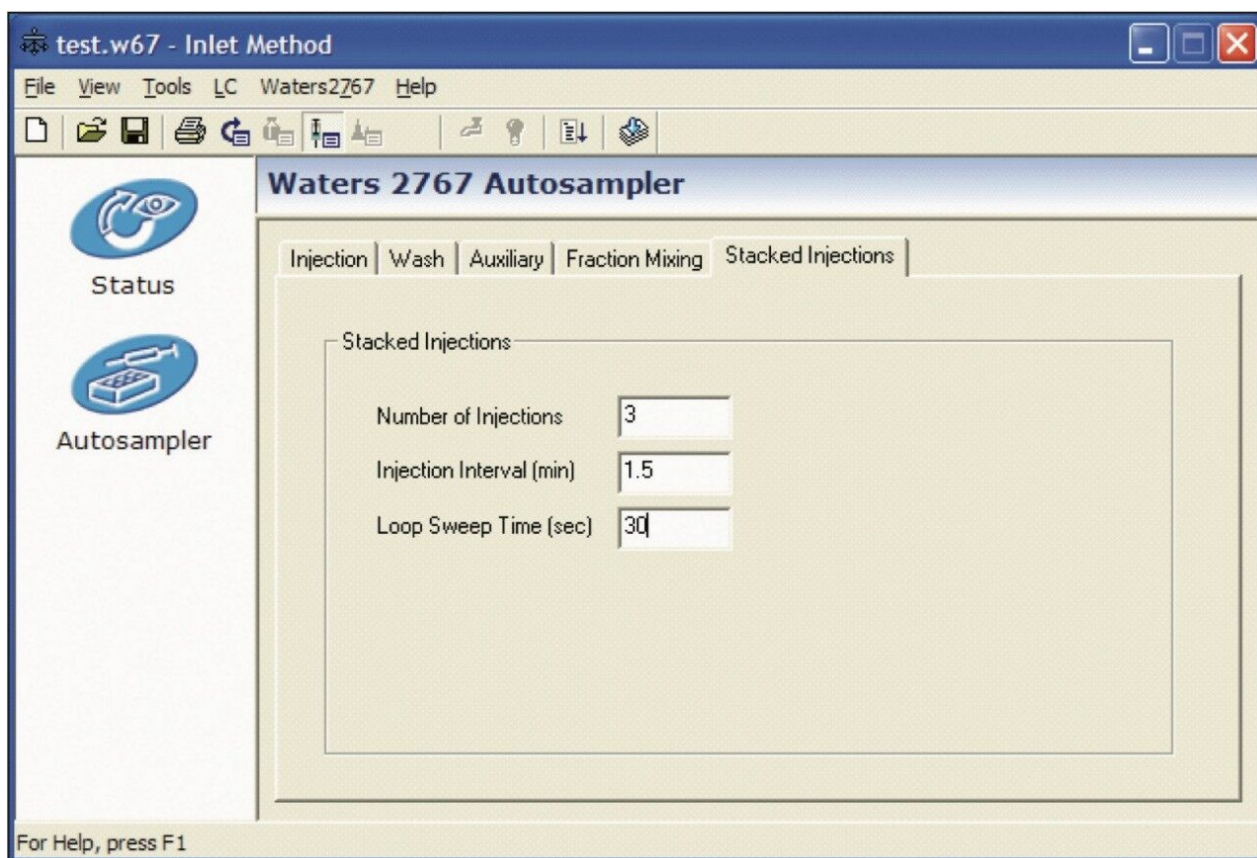 test.w67 - Inlet Method
File View Tools LC Waters2767 Help
Waters 2767 Autosampler
Status
Autosampler
Injection Wash Auxiliary Fraction Mixing Stacked Injections
Stacked Injections
Number of Injections 3
Injection Interval (min) 1.5
Loop Sweep Time (sec) 30
For Help, press F1